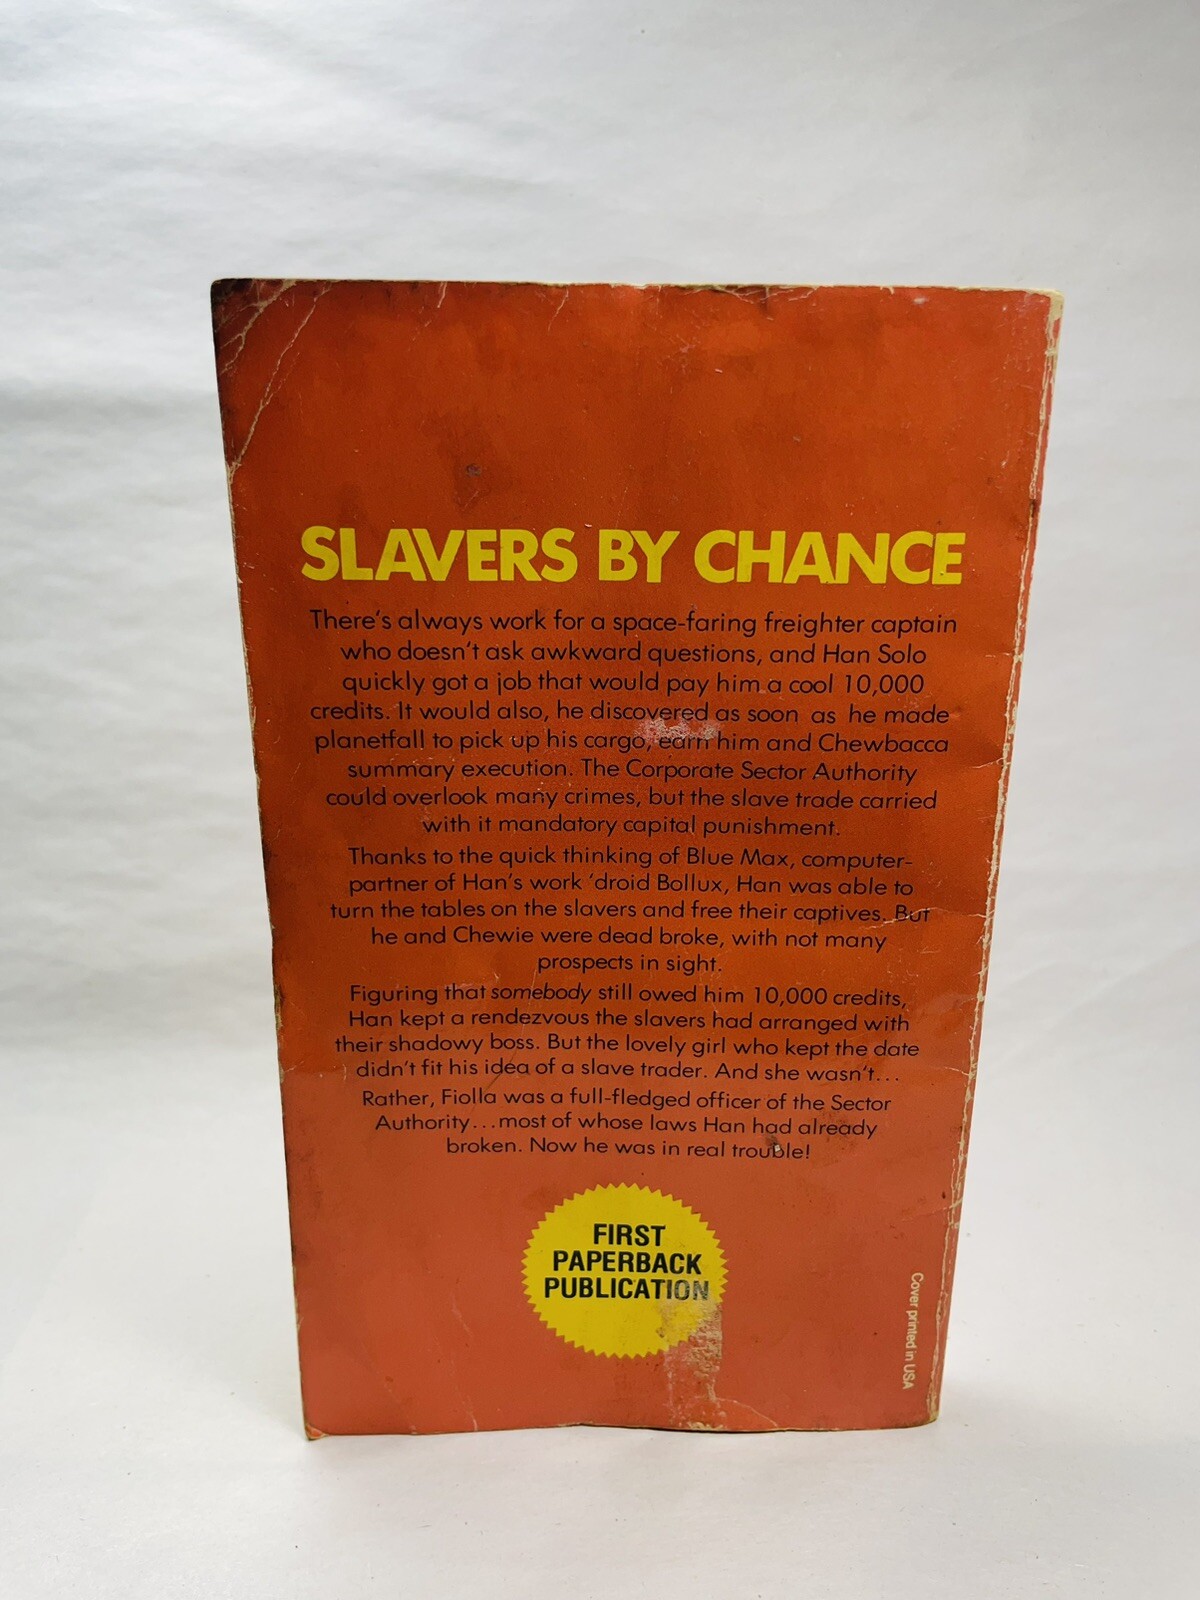 SLAVERS BY CHANCE
There's always work for a space-faring freighter captain
who doesn't ask awkward questions, and Han Solo
quickly got a job that would pay him a cool 10,000
credits. It would also, he discovered as soon as he made
planetfall to pick up his cargo, earn him and Chewbacca
summary execution. The Corporate Sector Authority
could overlook many crimes, but the slave trade carried
with it mandatory capital punishment.
Thanks to the quick thinking of Blue Max, computer-
partner of Han's work 'droid Bollux, Han was able to
turn the tables on the slavers and free their captives. But
he and Chewie were dead broke, with not many
prospects in sight.
Figuring that somebody still owed him 10,000 credits,
Han kept a rendezvous the slavers had arranged with
their shadowy boss. But the lovely girl who kept the date
didn't fit his idea of a slave trader. And she wasn't...
Rather, Fiolla was a full-fledged officer of the Sector
Authority...most of whose laws Han had already
broken. Now he was in real trouble!
FIRST
PAPERBACK
PUBLICATION
Cover printed in USA